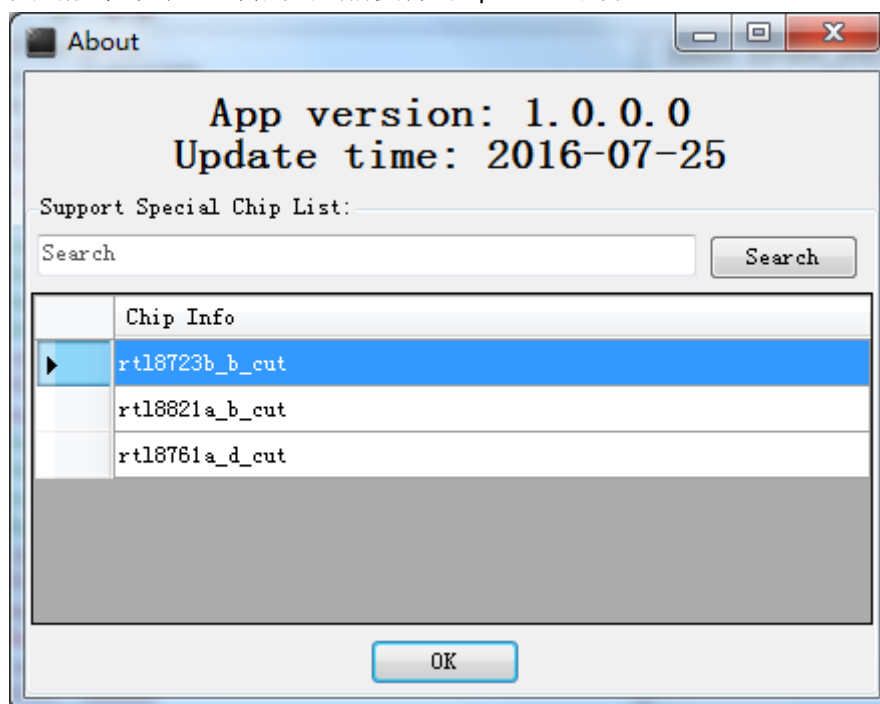 About
App version: 1.0.0.0
Update time: 2016-07-25
Support Special Chip List:
Search
Search
Chip Info
rtl8723b_b_cut
rtl8821a_b_cut
rtl8761a_d_cut
OK